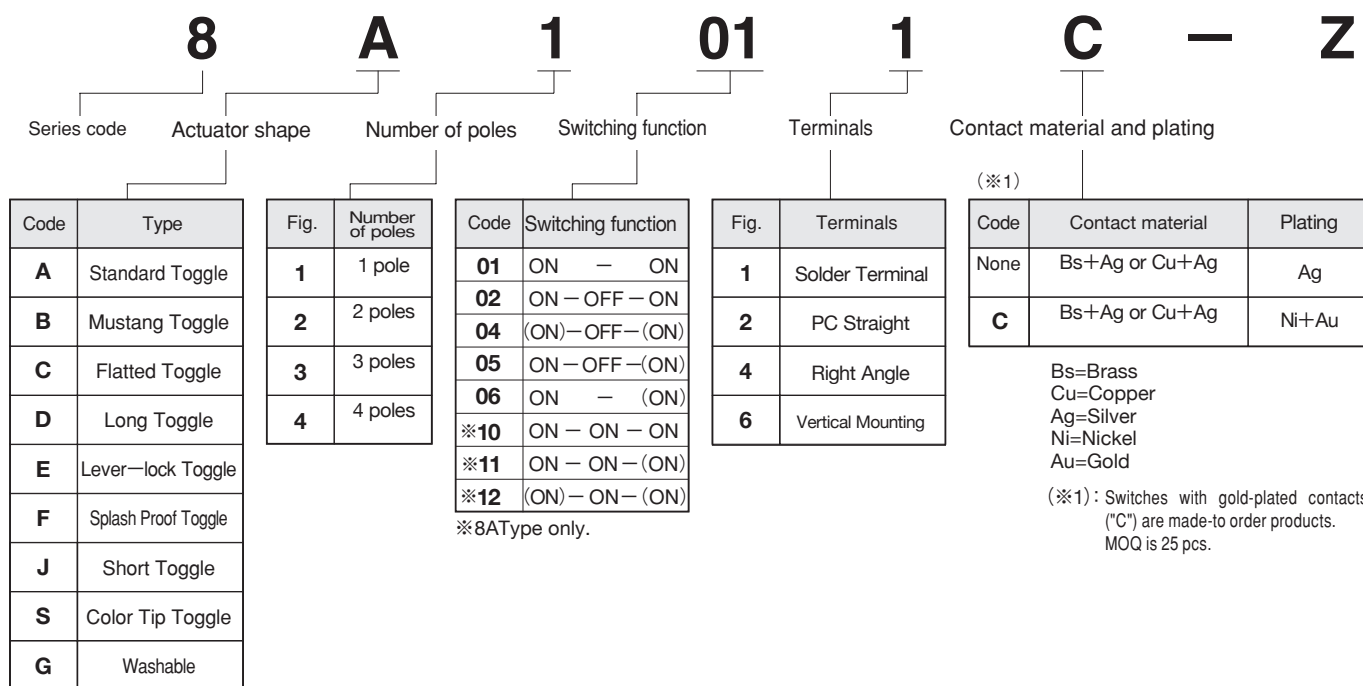 8 A 1 01 1 C − Z
Series code Actuator shape Number of poles Switching function Terminals Contact material and plating
Code Type
A Standard Toggle
B Mustang Toggle
C Flatted Toggle
D Long Toggle
E Lever−lock Toggle
F Splash Proof Toggle
J Short Toggle
S Color Tip Toggle
G Washable
Fig. Number of poles
1 1 pole
2 2 poles
3 3 poles
4 4 poles
Code Switching function
01 ON − ON
02 ON − OFF − ON
04 (ON)−OFF−(ON)
05 ON − OFF −(ON)
06 ON − (ON)
※10 ON − ON − ON
※11 ON − ON −(ON)
※12 (ON)− ON −(ON)
※8AType only.
Fig. Terminals
1 Solder Terminal
2 PC Straight
4 Right Angle
6 Vertical Mounting
(※1)
Code Contact material Plating
None Bs+Ag or Cu+Ag Ag
C Bs+Ag or Cu+Ag Ni+Au
Bs=Brass
Cu=Copper
Ag=Silver
Ni=Nickel
Au=Gold
(※1): Switches with gold-plated contacts
("C") are made-to order products.
MOQ is 25 pcs.